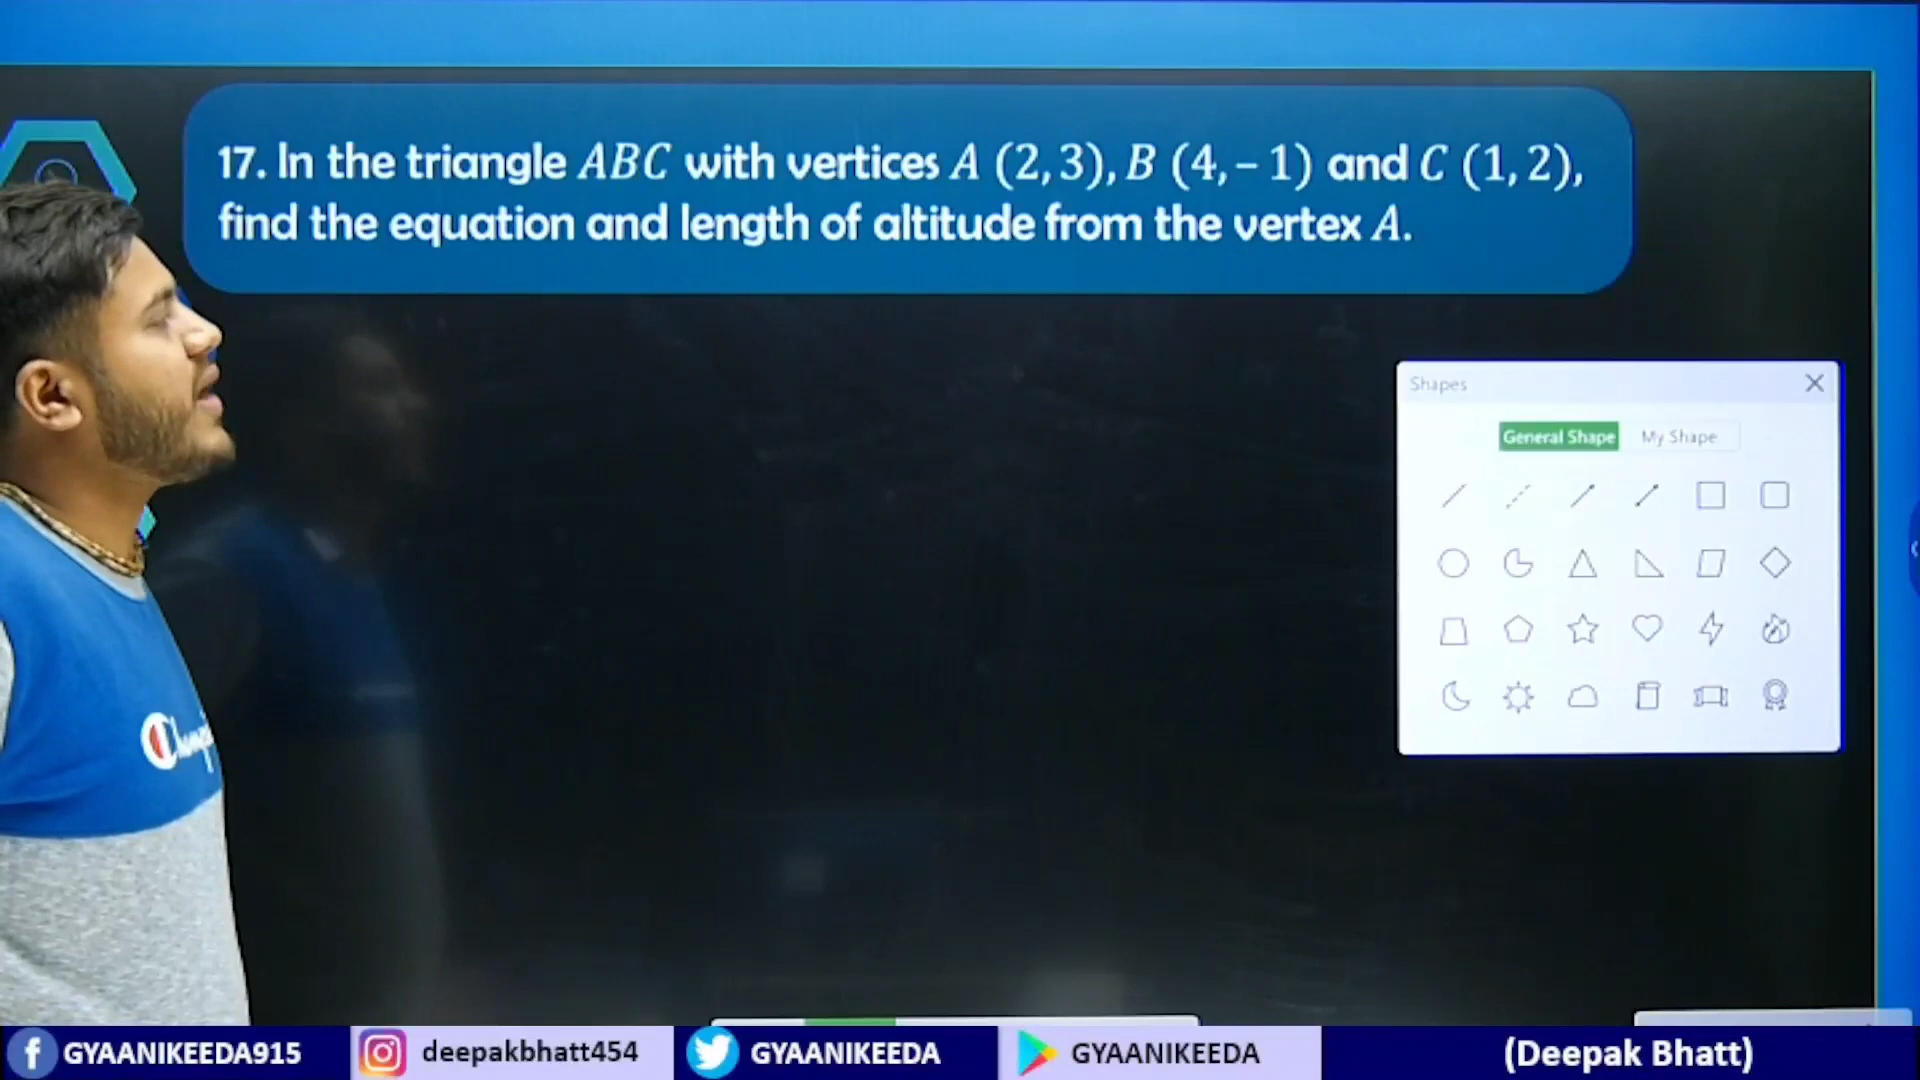 17. In the triangle ABC with vertices A (2,3), B (4,– 1) and C (1, 2),
find the equation and length of altitude from the vertex A.
Shapes
General Shape
My Shape
GYAANIKEEDA915
deepakbhatt454
GYAANIKEEDA
GYAANIKEEDA
(Deepak Bhatt)